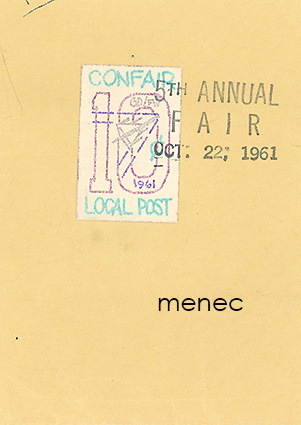 CONFAIR
10
1961
LOCAL POST
5TH ANNUAL
FAIR
OCT. 22, 1961
menec